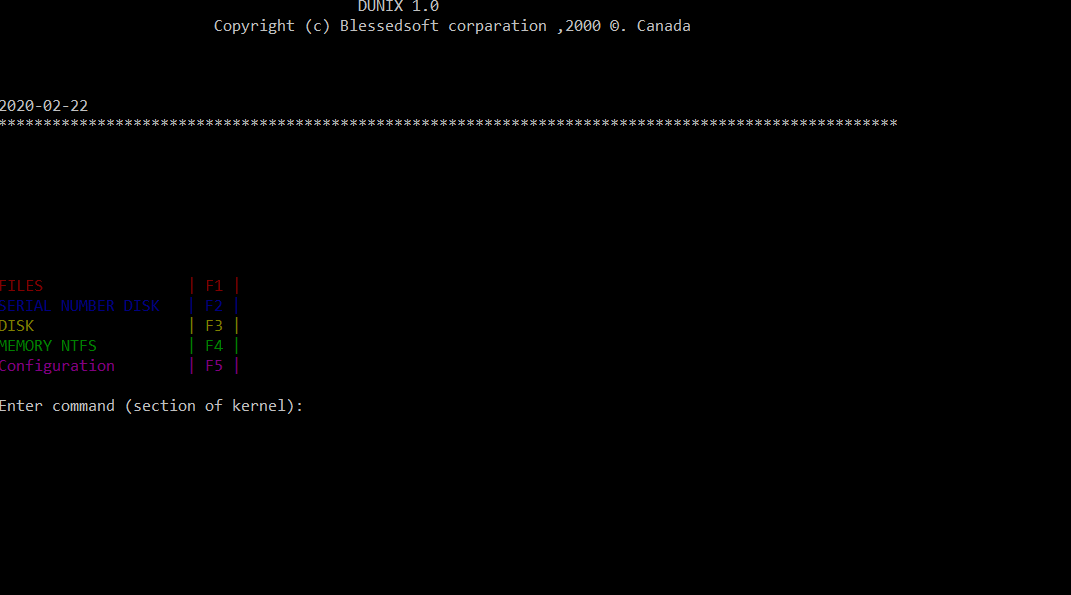 DUNIX 1.0
Copyright (c) Blessedsoft corparation ,2000 ©. Canada
2020-02-22
****************************************************************************************************
FILES | F1 |
SERIAL NUMBER DISK | F2 |
DISK | F3 |
MEMORY NTFS | F4 |
Configuration | F5 |
Enter command (section of kernel):